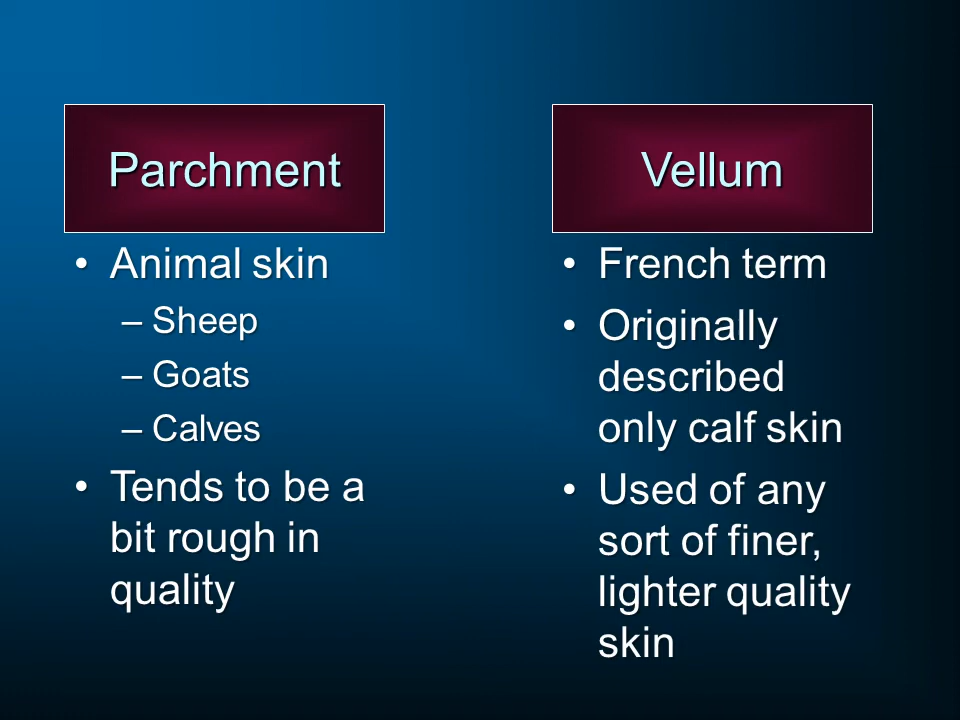 Parchment
• Animal skin
– Sheep
– Goats
– Calves
• Tends to be a
bit rough in
quality
Vellum
• French term
• Originally
described
only calf skin
• Used of any
sort of finer,
lighter quality
skin